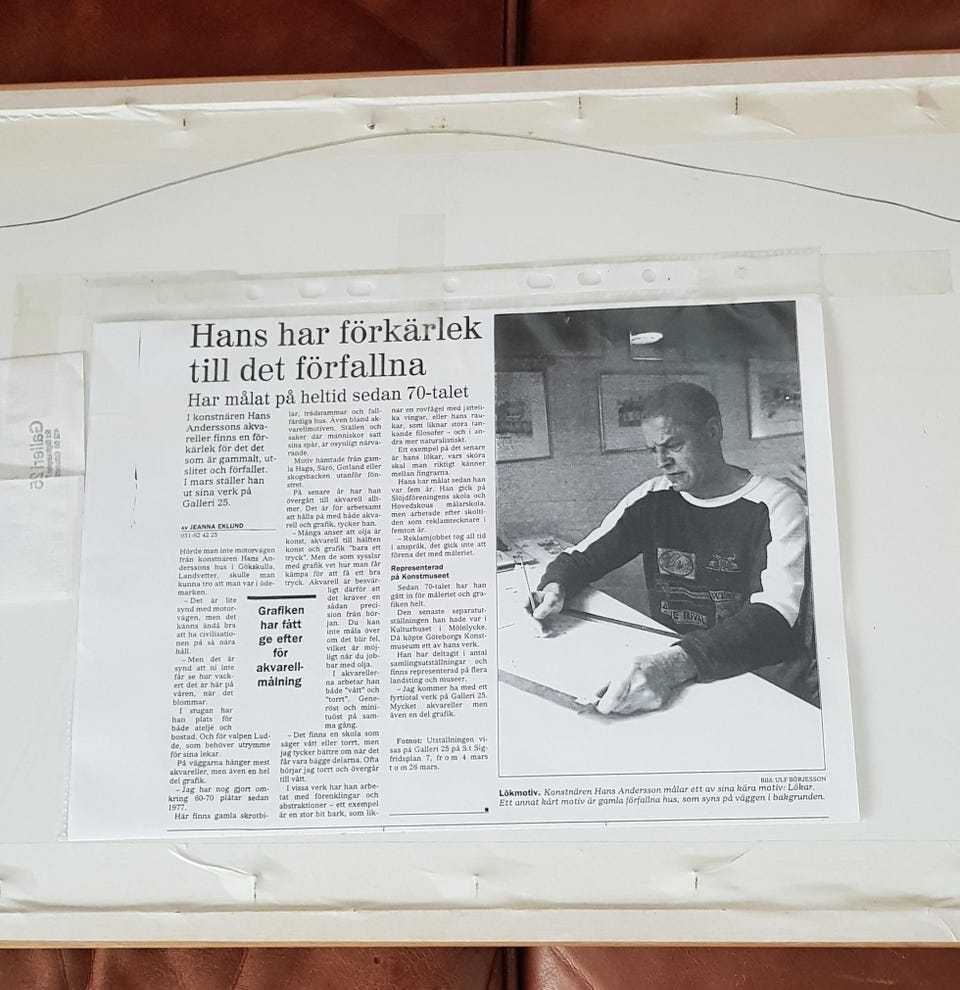 Hans har förkärlek
till det förfallna
Har målat på heltid sedan 70-talet
I konstnären Hans
Anderssons akva-
reller finns en för-
kärlek för det det
som är gammalt, ut-
slitet och förfallet.
I mars ställer han
ut sina verk på
Galleri 25.
AV JEANNA EKLUND
031-62 42 25
Hörde man inte motorvägen
från konstnären Hans An-
derssons hus i Gökskulla,
Landvetter, skulle man
kunna tro att man var i öde-
marken.
– Det är lite
synd med motor-
vägen, men det
känns ändå bra
att ha civilisatio-
nen på så nära
håll.
– Men det är
synd att ni inte
får se hur vack-
ert det är här på
våren, när det
blommar.
I stugan har
han plats för
både ateljé och
bostad. Och för valpen Lud-
de, som behöver utrymme
för sina lekar.
På väggarna hänger mest
akvareller, men även en hel
del grafik.
– Jag har nog gjort om-
kring 60-70 plåtar sedan
1977.
Här finns gamla skrotbi-
lar, trädstammar och fall-
färdiga hus. Även bland ak-
varellmotiven. Ställen och
saker där människor satt
sina spår, är osynligt närva-
rande.
Motiv hämtade från gam-
la Haga, Särö, Gotland eller
skogsbacken utanför fön-
stret.
På senare år har han
övergått till akvarell allt-
mer. Det är för arbetsamt
att hålla på med både akva-
rell och grafik, tycker han.
– Många anser att olja är
konst, akvarell till hälften
konst och grafik "bara ett
tryck". Men de som sysslar
med grafik vet hur man får
kämpa för att få ett bra
tryck. Akvarell är besvär-
ligt därför att
det kräver en
sådan preci-
sion från bör-
jan. Du kan
inte måla över
om det blir fel,
vilket är möj-
ligt när du job-
bar med olja.
I akvareller-
na arbetar han
både "vått" och
"torrt". Gene-
röst och mini-
tuöst på sam-
ma gång.
– Det finns en skola som
säger vått eller torrt, men
jag tycker bättre om när det
får vara bägge delarna. Ofta
börjar jag torrt och övergår
till vått.
I vissa verk har han arbe-
tat med förenklingar och
abstraktioner – ett exempel
är en stor bit bark, som lik-
Grafiken
har fått
ge efter
för
akvarell-
målning
nar en rovfågel med jätteli-
ka vingar, eller hans rau-
kar, som liknar stora tan-
kande filosofer – och i an-
dra mer naturalistiskt.
Ett exempel på det senare
är hans lökar, vars sköra
skal man riktigt känner
mellan fingrarna.
Hans har målat sedan han
var fem år. Han gick på
Slöjdföreningens skola och
Hovedskous målarskola,
men arbetade efter skolti-
den som reklamtecknare i
femton år.
– Reklamjobbet tog all tid
i anspråk, det gick inte att
förena det med måleriet.
Representerad
på Konstmuseet
Sedan 70-talet har han
gått in för måleriet och gra-
fiken helt.
Den senaste separatut-
ställningen han hade var i
Kulturhuset i Mölnlycke.
Då köpte Göteborgs Konst-
museum ett av hans verk.
Han har deltagit i antal
samlingsutställningar och
finns representerad på flera
landsting och museer.
– Jag kommer ha med ett
fyrtiotal verk på Galleri 25.
Mycket akvareller men
även en del grafik.
Fotnot: Utställningen vi-
sas på Galleri 25 på S:t Sig-
fridsplan 7, fr o m 4 mars
t o m 26 mars.
Bild: ULF BÖRJESSON
Lökmotiv. Konstnären Hans Andersson målar ett av sina kära motiv: Lökar.
Ett annat kärt motiv är gamla förfallna hus, som syns på väggen i bakgrunden.
Galleri 25